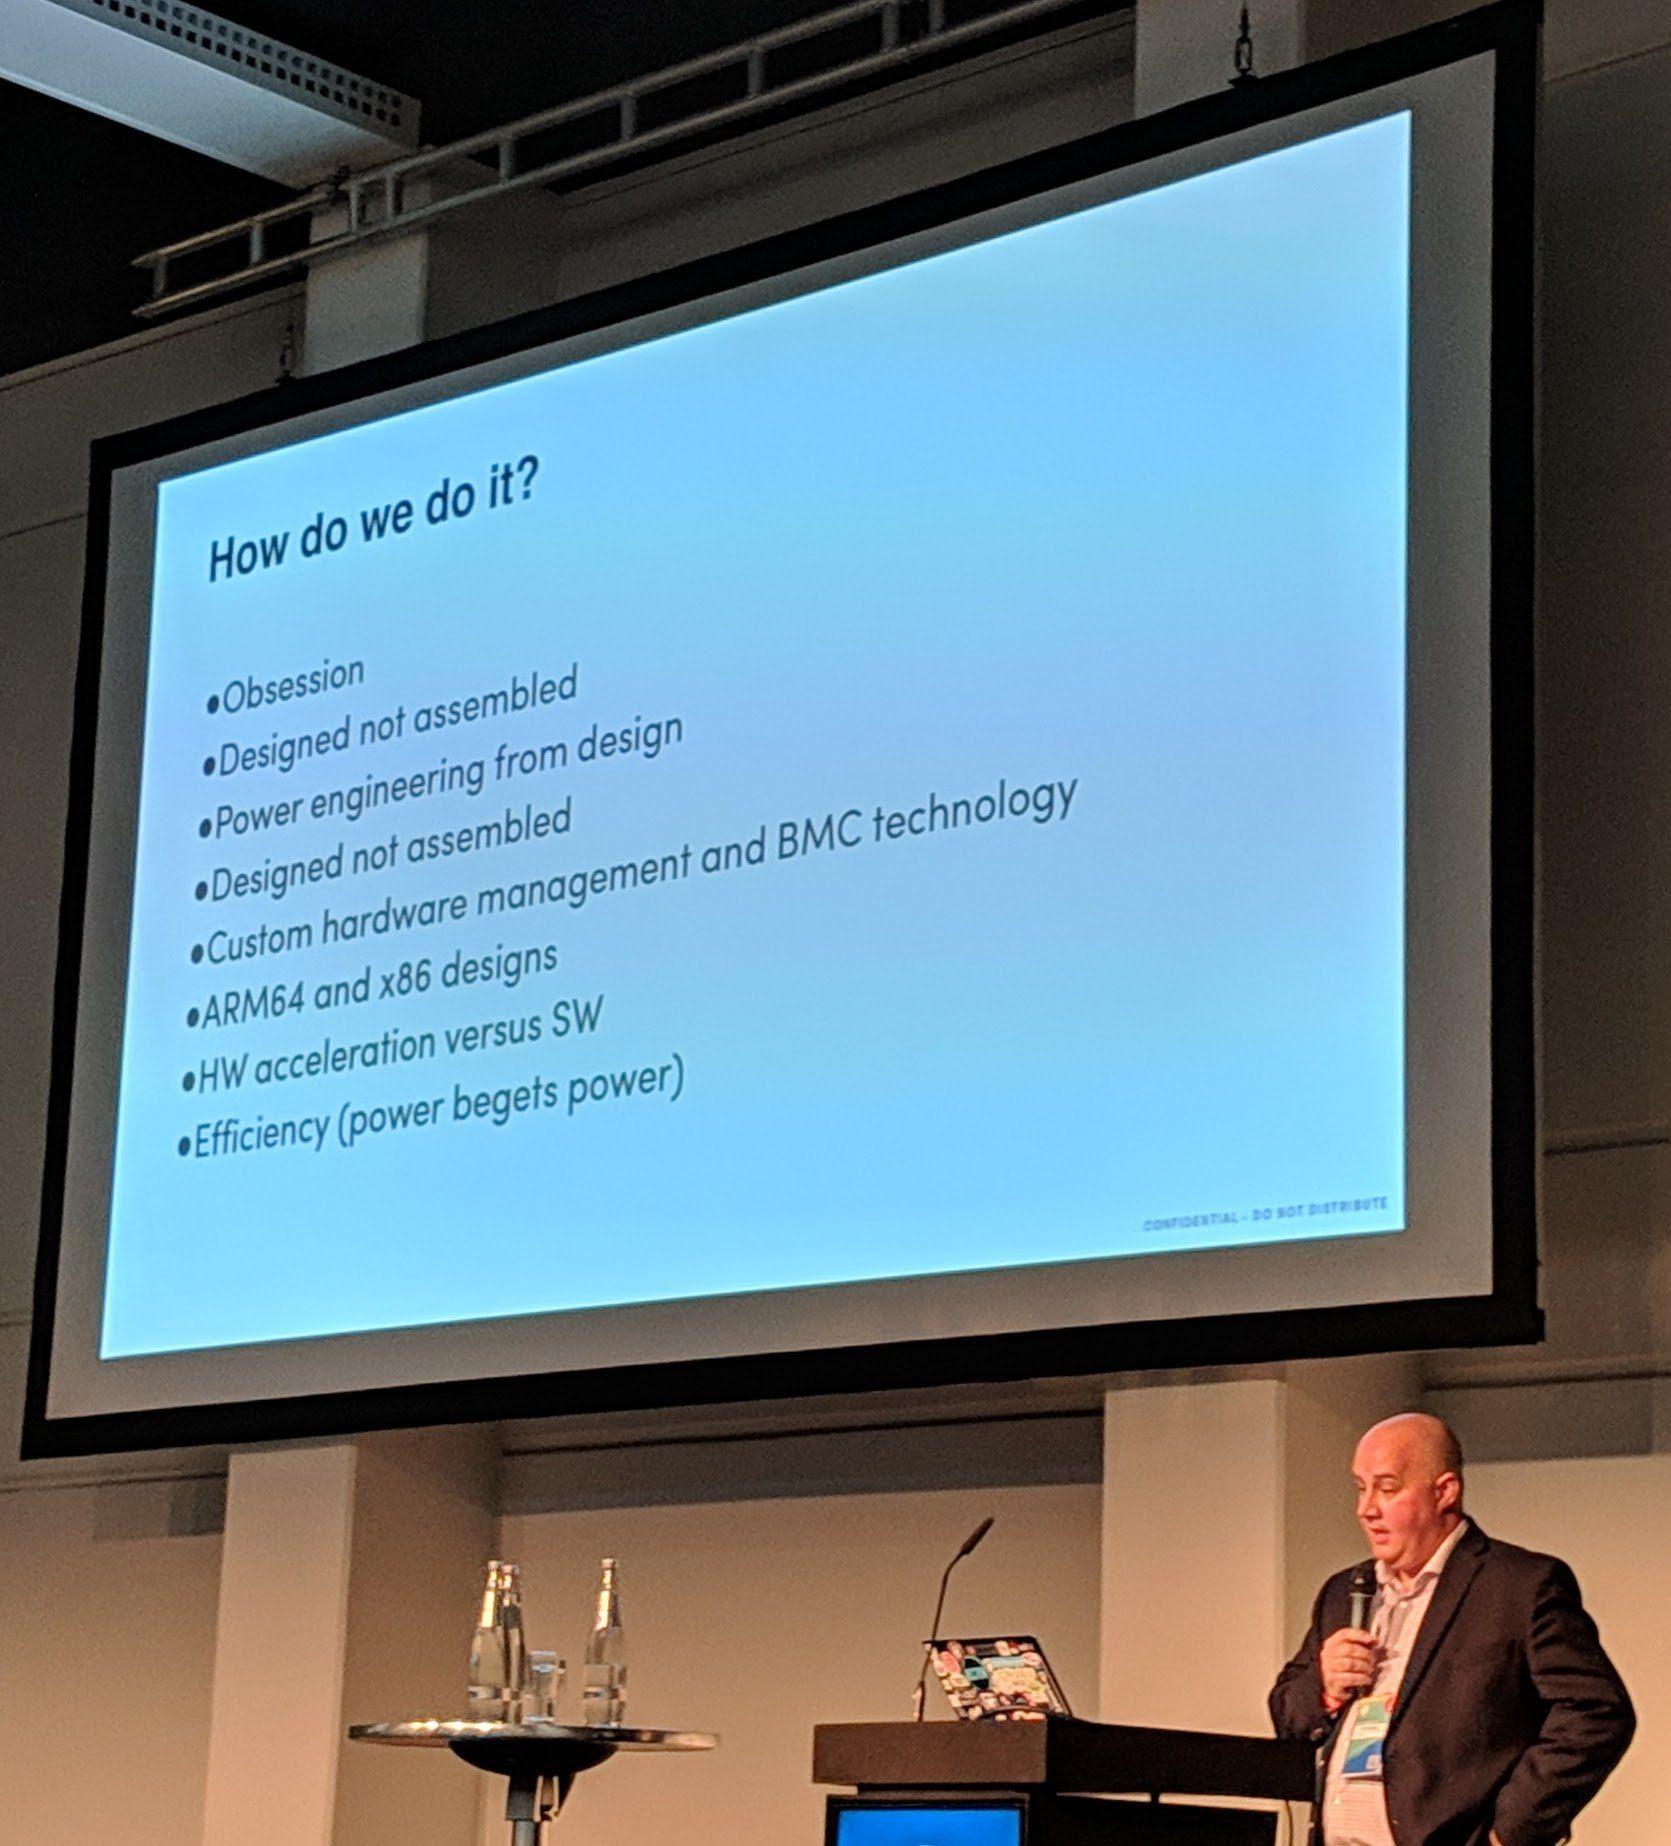 How do we do it?
•Obsession
•Designed not assembled
•Power engineering from design
•Designed not assembled
•Custom hardware management and BMC technology
•ARM64 and x86 designs
•HW acceleration versus SW
•Efficiency (power begets power)
CONFIDENTIAL - DO NOT DISTRIBUTE